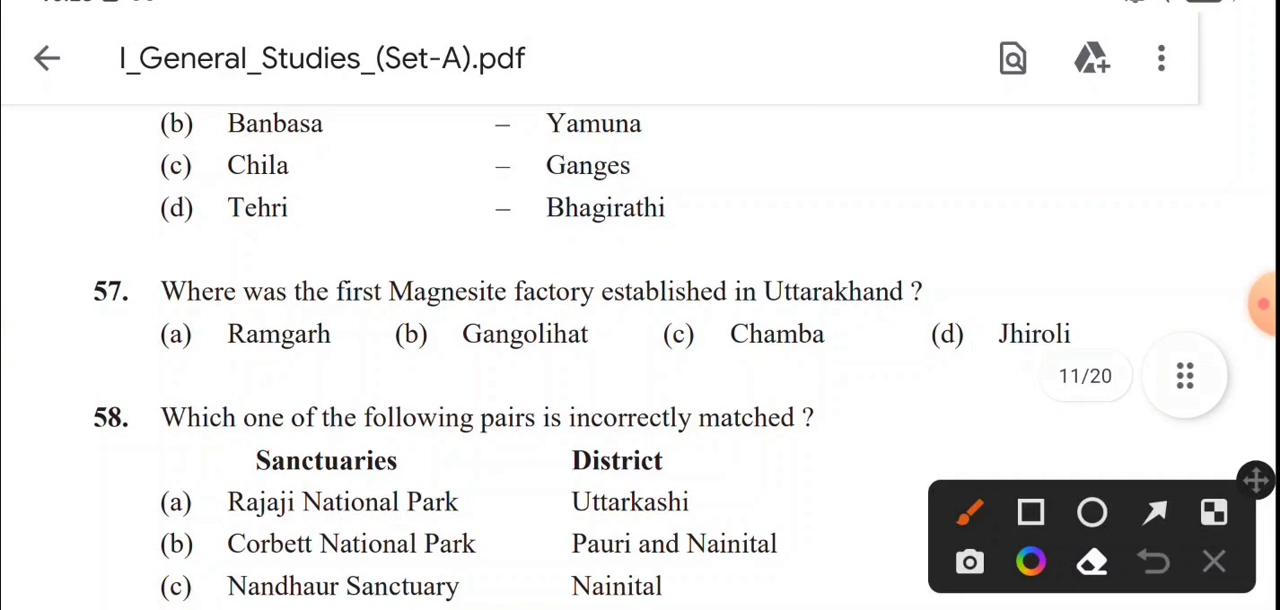 I_General_Studies_(Set-A).pdf
(b) Banbasa – Yamuna
(c) Chila – Ganges
(d) Tehri – Bhagirathi
57. Where was the first Magnesite factory established in Uttarakhand ?
(a) Ramgarh (b) Gangolihat (c) Chamba (d) Jhiroli
11/20
58. Which one of the following pairs is incorrectly matched ?
Sanctuaries District
(a) Rajaji National Park Uttarkashi
(b) Corbett National Park Pauri and Nainital
(c) Nandhaur Sanctuary Nainital